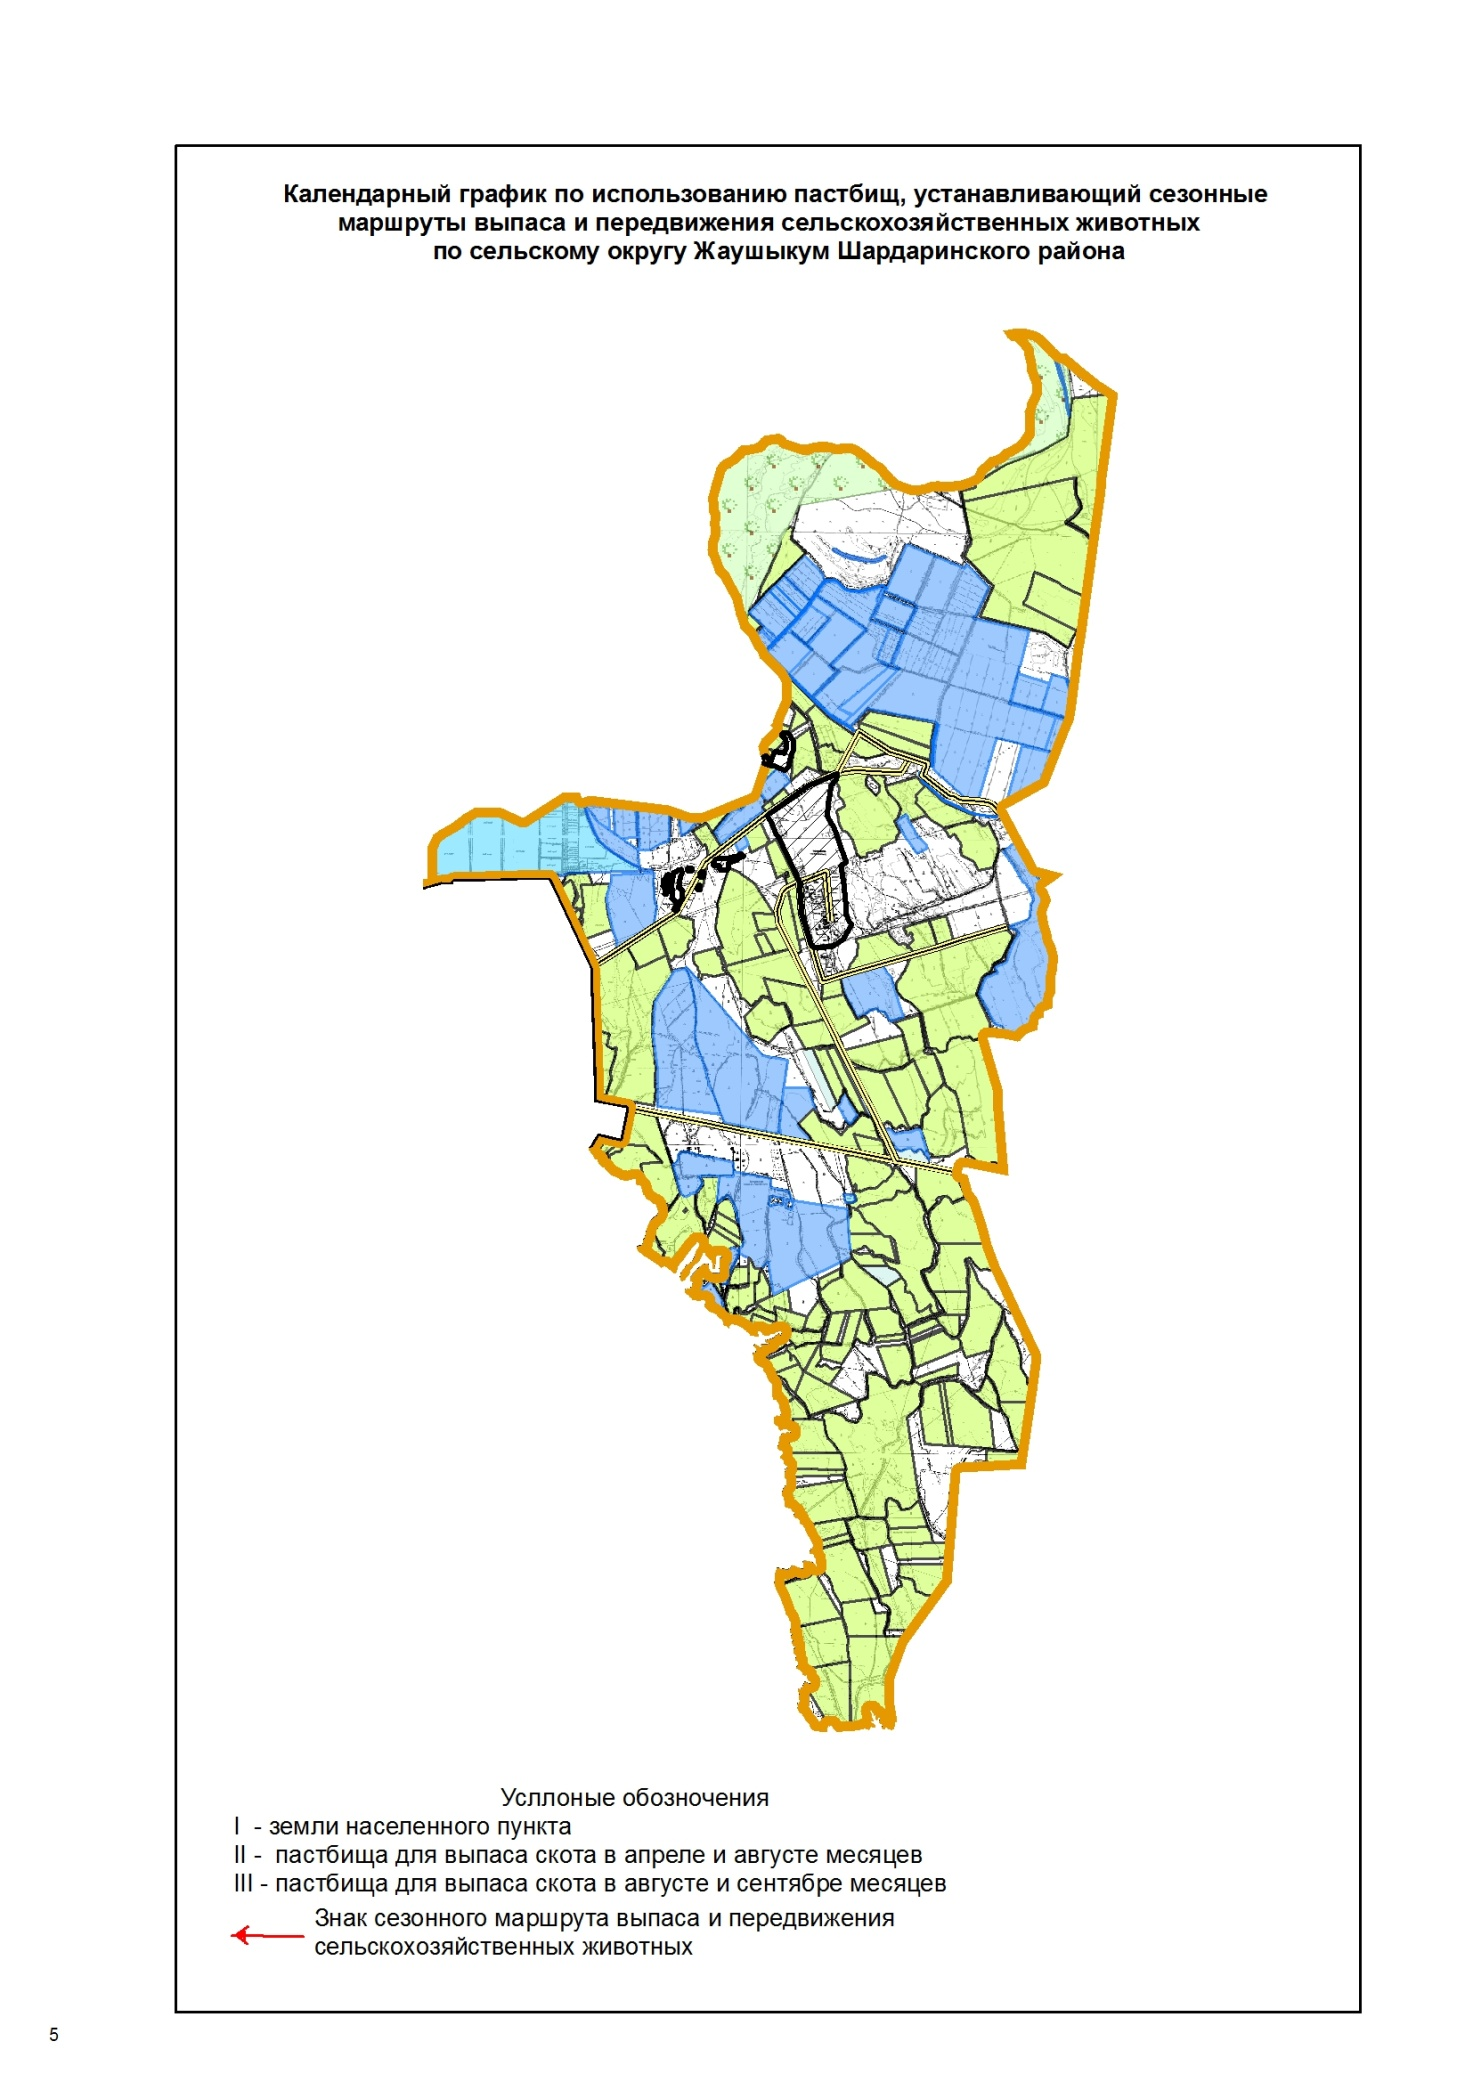 Календарный график по использованию пастбищ, устанавливающий сезонные
маршруты выпаса и передвижения сельскохозяйственных животных
по сельскому округу Жаушыкум Шардаринского района
Усллоные обозночения
I - земли населенного пункта
II - пастбища для выпаса скота в апреле и августе месяцев
III - пастбища для выпаса скота в августе и сентябре месяцев
Знак сезонного маршрута выпаса и передвижения
сельскохозяйственных животных
5